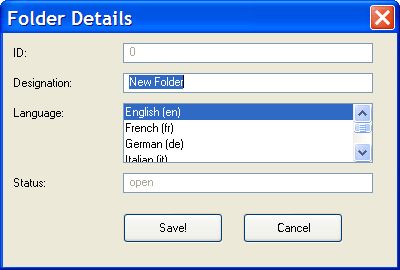 Folder Details
ID:
0
Designation:
New Folder
Language:
English (en)
French (fr)
German (de)
Italian (it)
Status:
open
Save!
Cancel